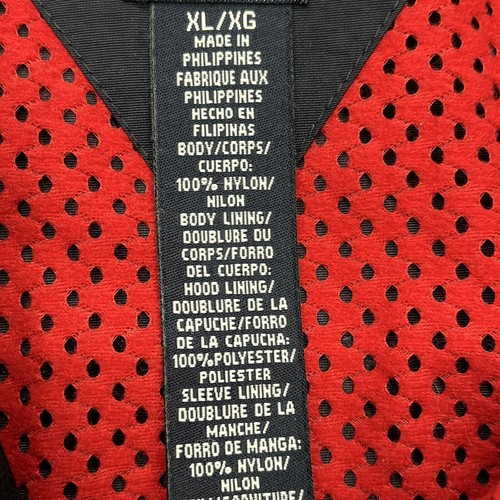 XL/XG
MADE IN
PHILIPPINES
FABRIQUE AUX
PHILIPPINES
HECHO EN
FILIPINAS
BODY/CORPS/
CUERPO:
100% NYLON/
NILON
BODY LINING/
DOUBLURE DU
CORPS/FORRO
DEL CUERPO:
HOOD LINING/
DOUBLURE DE LA
CAPUCHE/FORRO
DE LA CAPUCHA:
100%POLYESTER/
POLIESTER
SLEEVE LINING/
DOUBLURE DE LA
MANCHE/
FORRO DE MANGA:
100% NYLON/
NILON